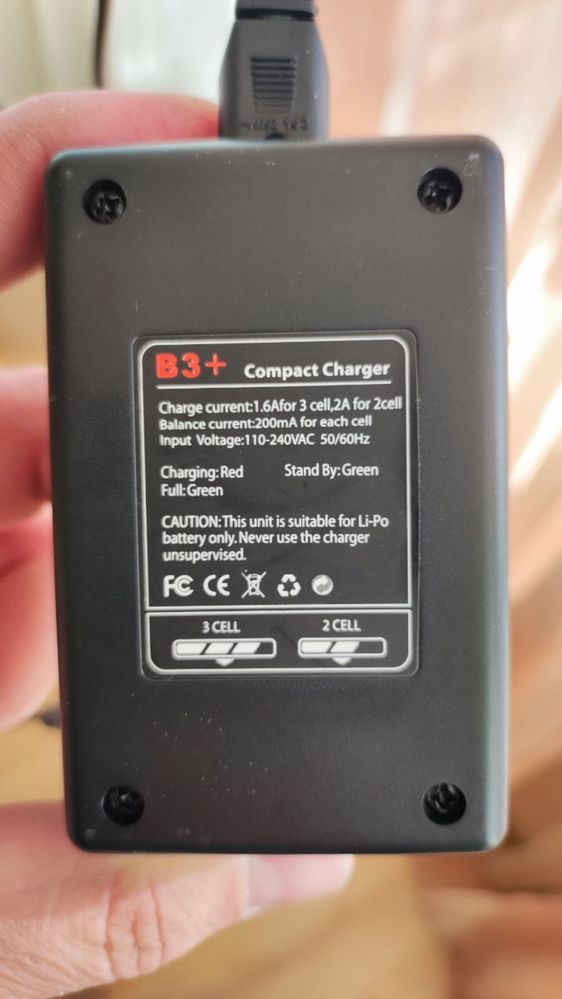 B3+ Compact Charger
Charge current:1.6Afor 3 cell,2A for 2cell
Balance current:200mA for each cell
Input Voltage:110-240VAC 50/60Hz
Charging: Red Stand By: Green
Full: Green
CAUTION: This unit is suitable for Li-Po
battery only. Never use the charger
unsupervised.
FC CE
3 CELL 2 CELL